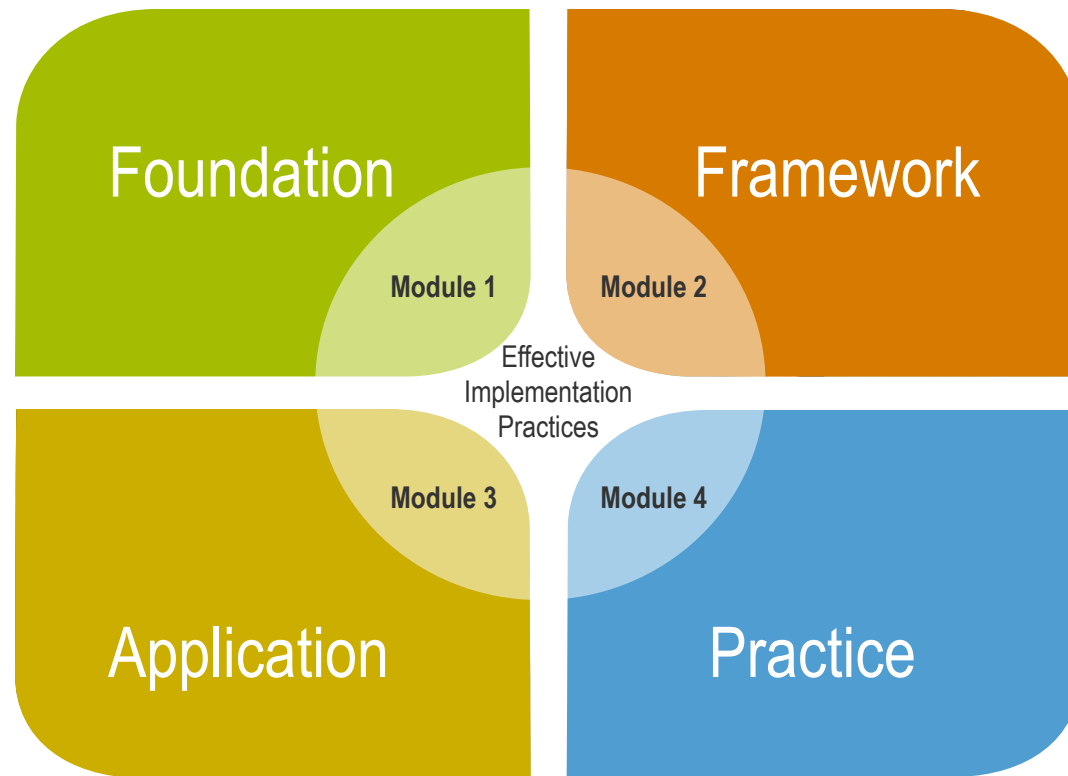 Foundation
Framework
Module 1
Module 2
Effective
Implementation
Practices
Module 3
Module 4
Application
Practice